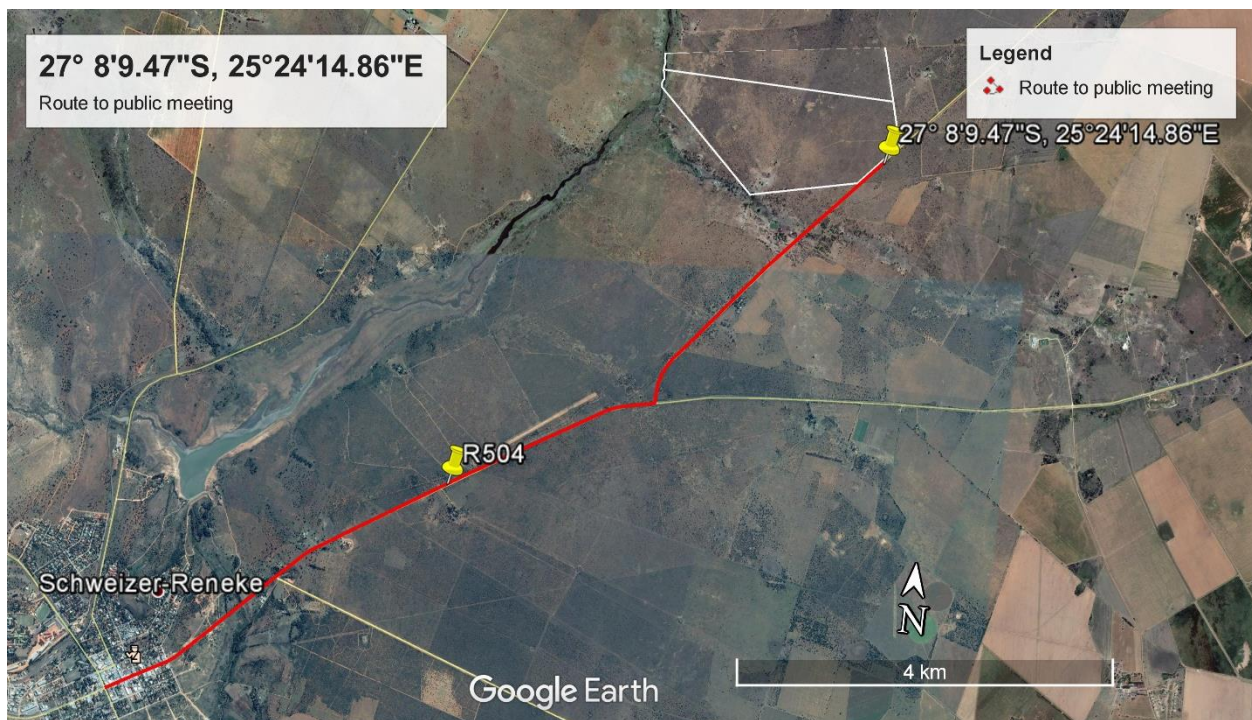 27° 8'9.47"S, 25°24'14.86"E
Route to public meeting
Legend
Route to public meeting
27° 8'9.47"S, 25°24'14.86"E
R504
Schweizer-Reneke
N
4 km
Google Earth